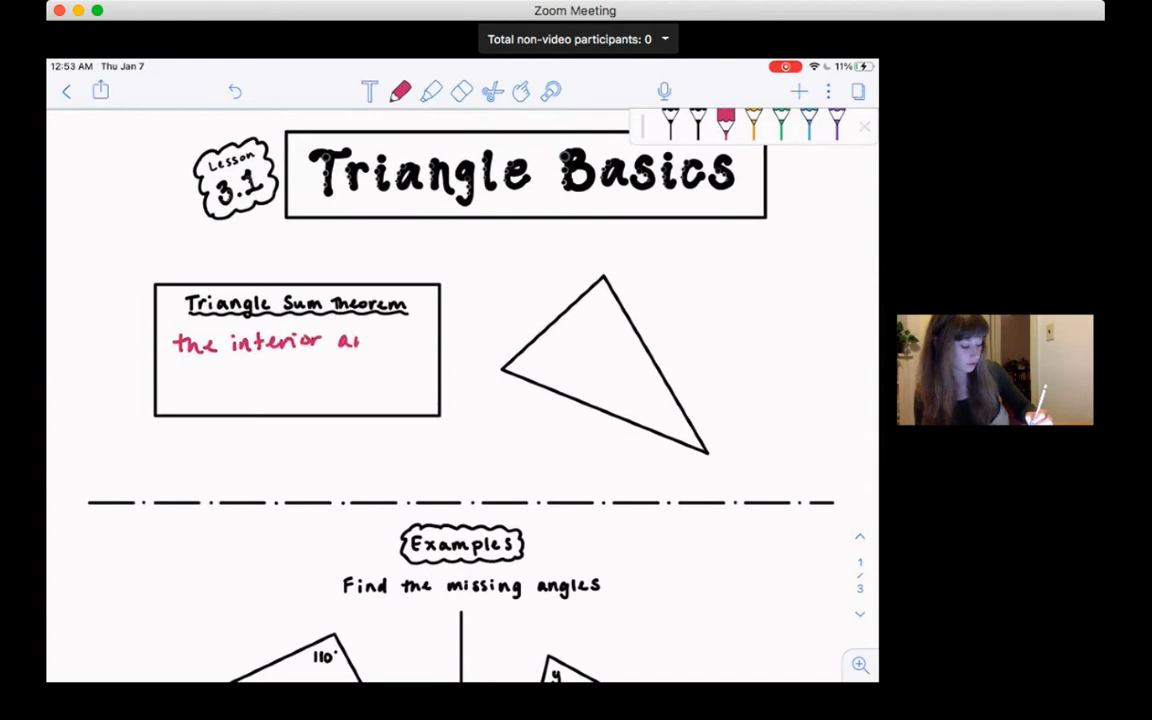 Zoom Meeting
Total non-video participants: 0
12:53 AM Thu Jan 7
11%
T
Lesson
3.1
Triangle Basics
Triangle Sum Theorem
the interior
Examples
Find the missing angles
1
/
3
110°
y